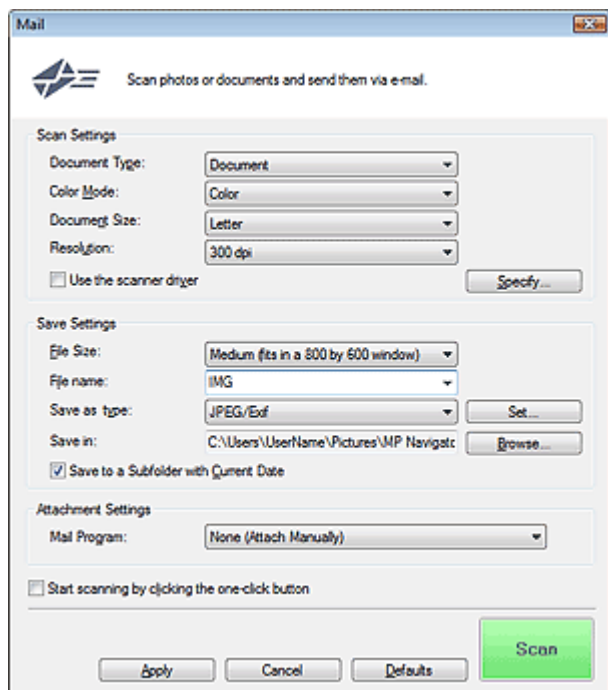 Mail
Scan photos or documents and send them via e-mail.
Scan Settings
Document Type: Document
Color Mode: Color
Document Size: Letter
Resolution: 300 dpi
Use the scanner driver Specify...
Save Settings
File Size: Medium (fits in a 800 by 600 window)
File name: IMG
Save as type: JPEG/Exif Set...
Save in: C:\Users\UserName\Pictures\MP Navigato Browse...
Save to a Subfolder with Current Date
Attachment Settings
Mail Program: None (Attach Manually)
Start scanning by clicking the one-click button
Scan
Apply Cancel Defaults